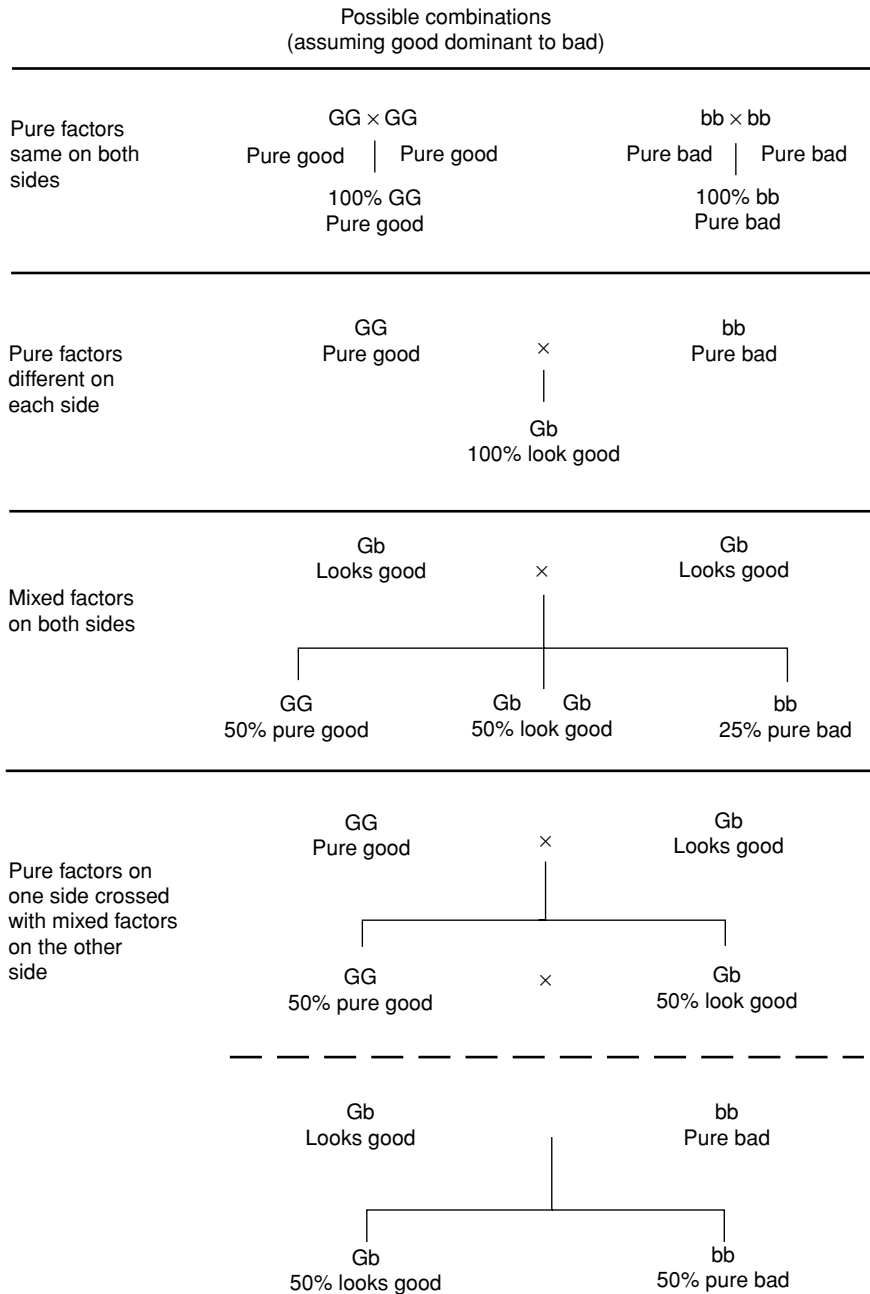 Possible combinations
(assuming good dominant to bad)
Pure factors
same on both
sides
GG × GG
Pure good Pure good
100% GG
Pure good
bb × bb
Pure bad Pure bad
100% bb
Pure bad
Pure factors
different on
each side
GG
Pure good
×
bb
Pure bad
Gb
100% look good
Mixed factors
on both sides
Gb
Looks good
×
Gb
Looks good
GG
50% pure good
Gb Gb
50% look good
bb
25% pure bad
Pure factors on
one side crossed
with mixed factors
on the other
side
GG
Pure good
×
Gb
Looks good
GG
50% pure good
×
Gb
50% look good
Gb
Looks good
bb
Pure bad
Gb
50% looks good
bb
50% pure bad